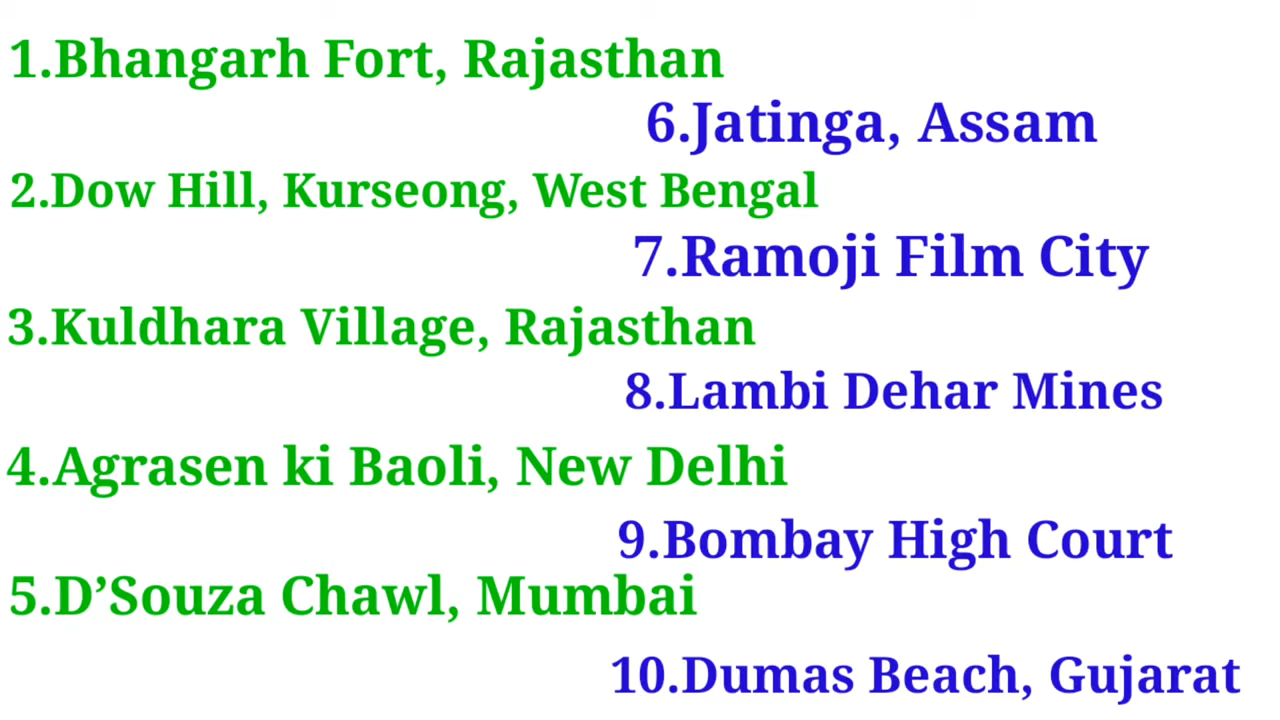 1.Bhangarh Fort, Rajasthan
6.Jatinga, Assam
2.Dow Hill, Kurseong, West Bengal
7.Ramoji Film City
3.Kuldhara Village, Rajasthan
8.Lambi Dehar Mines
4.Agrasen ki Baoli, New Delhi
9.Bombay High Court
5.D’Souza Chawl, Mumbai
10.Dumas Beach, Gujarat